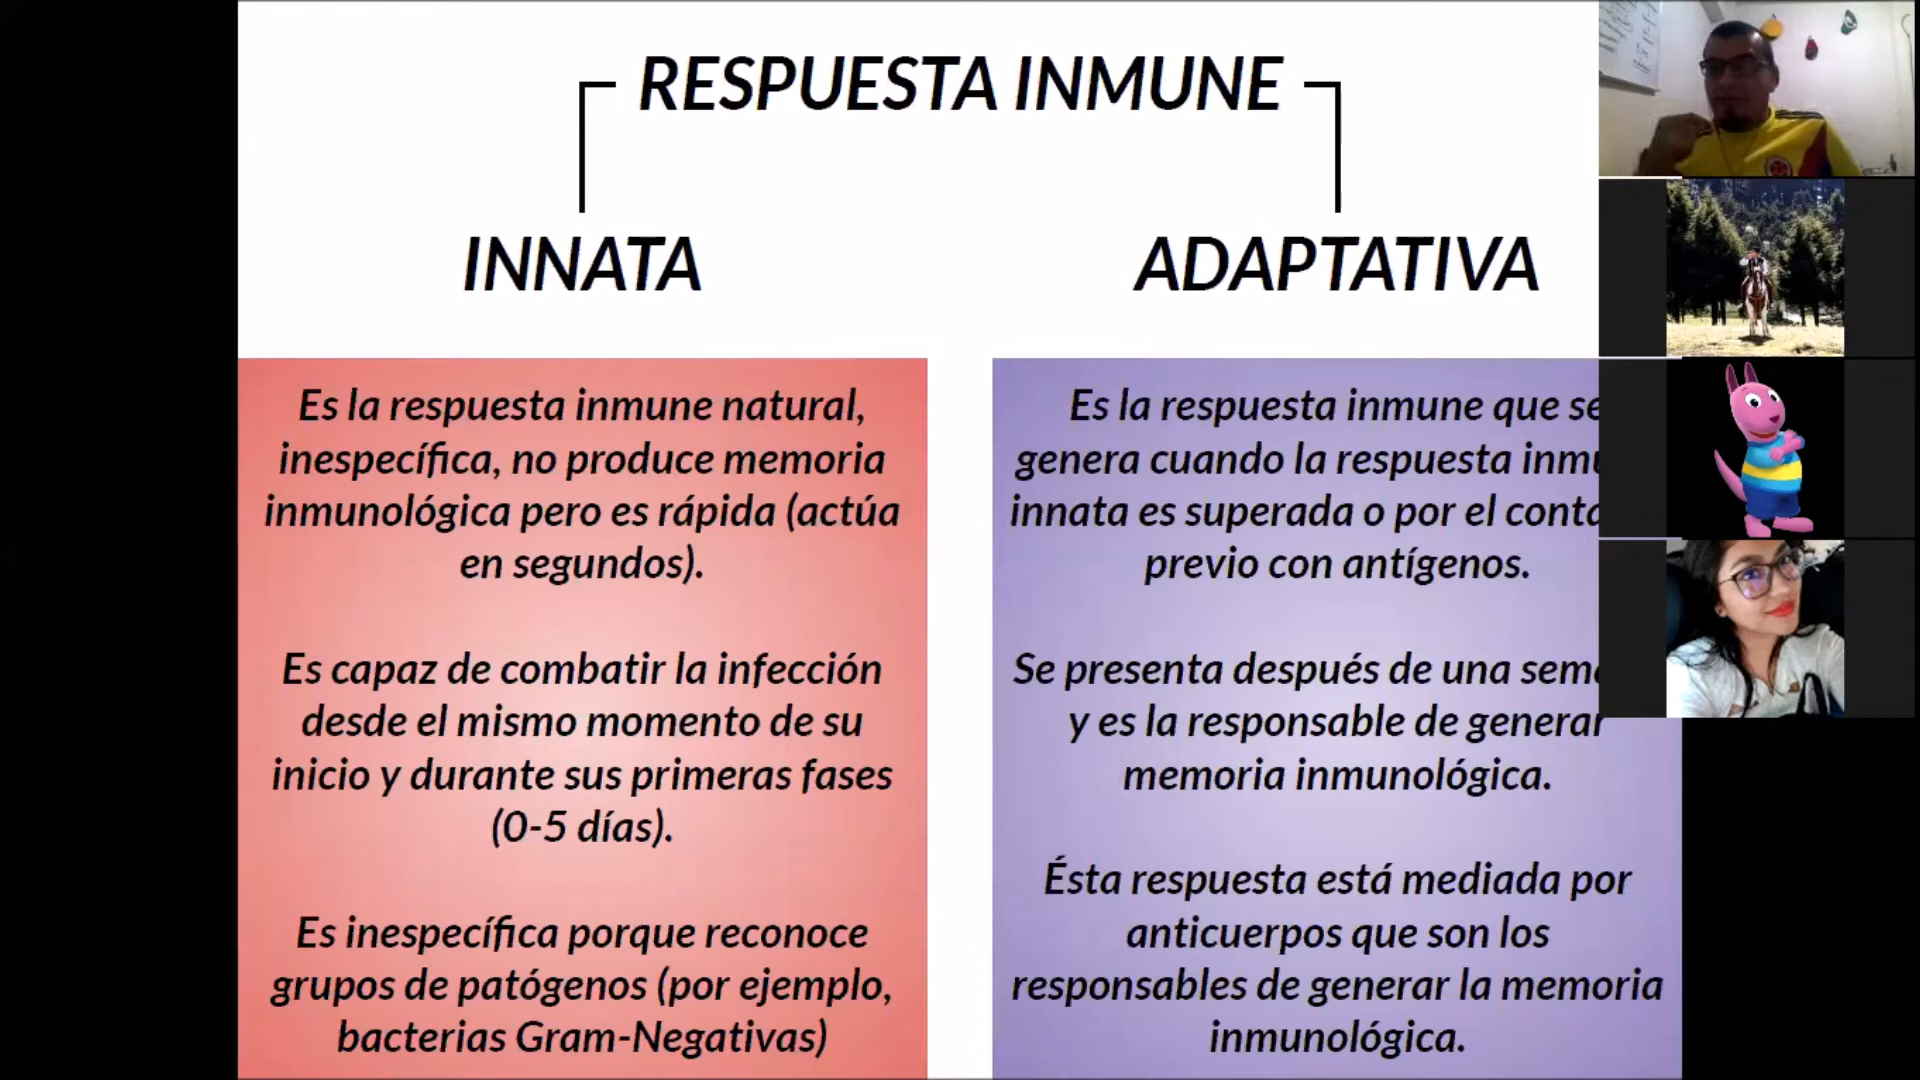 RESPUESTA INMUNE
INNATA
ADAPTATIVA
Es la respuesta inmune natural,
inespecífica, no produce memoria
inmunológica pero es rápida (actúa
en segundos).
Es capaz de combatir la infección
desde el mismo momento de su
inicio y durante sus primeras fases
(0-5 días).
Es inespecífica porque reconoce
grupos de patógenos (por ejemplo,
bacterias Gram-Negativas)
Es la respuesta inmune que se
genera cuando la respuesta
innata es superada o por el
previo con antígenos.
Se presenta después de una
y es la responsable de generar
memoria inmunológica.
Ésta respuesta está mediada por
anticuerpos que son los
responsables de generar la memoria
inmunológica.